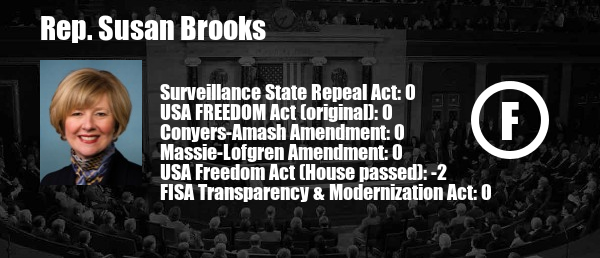 Rep. Susan Brooks
Surveillance State Repeal Act: 0
USA FREEDOM Act (original): 0
Conyers-Amash Amendment: 0
Massie-Lofgren Amendment: 0
USA Freedom Act (House passed): -2
FISA Transparency & Modernization Act: 0
F